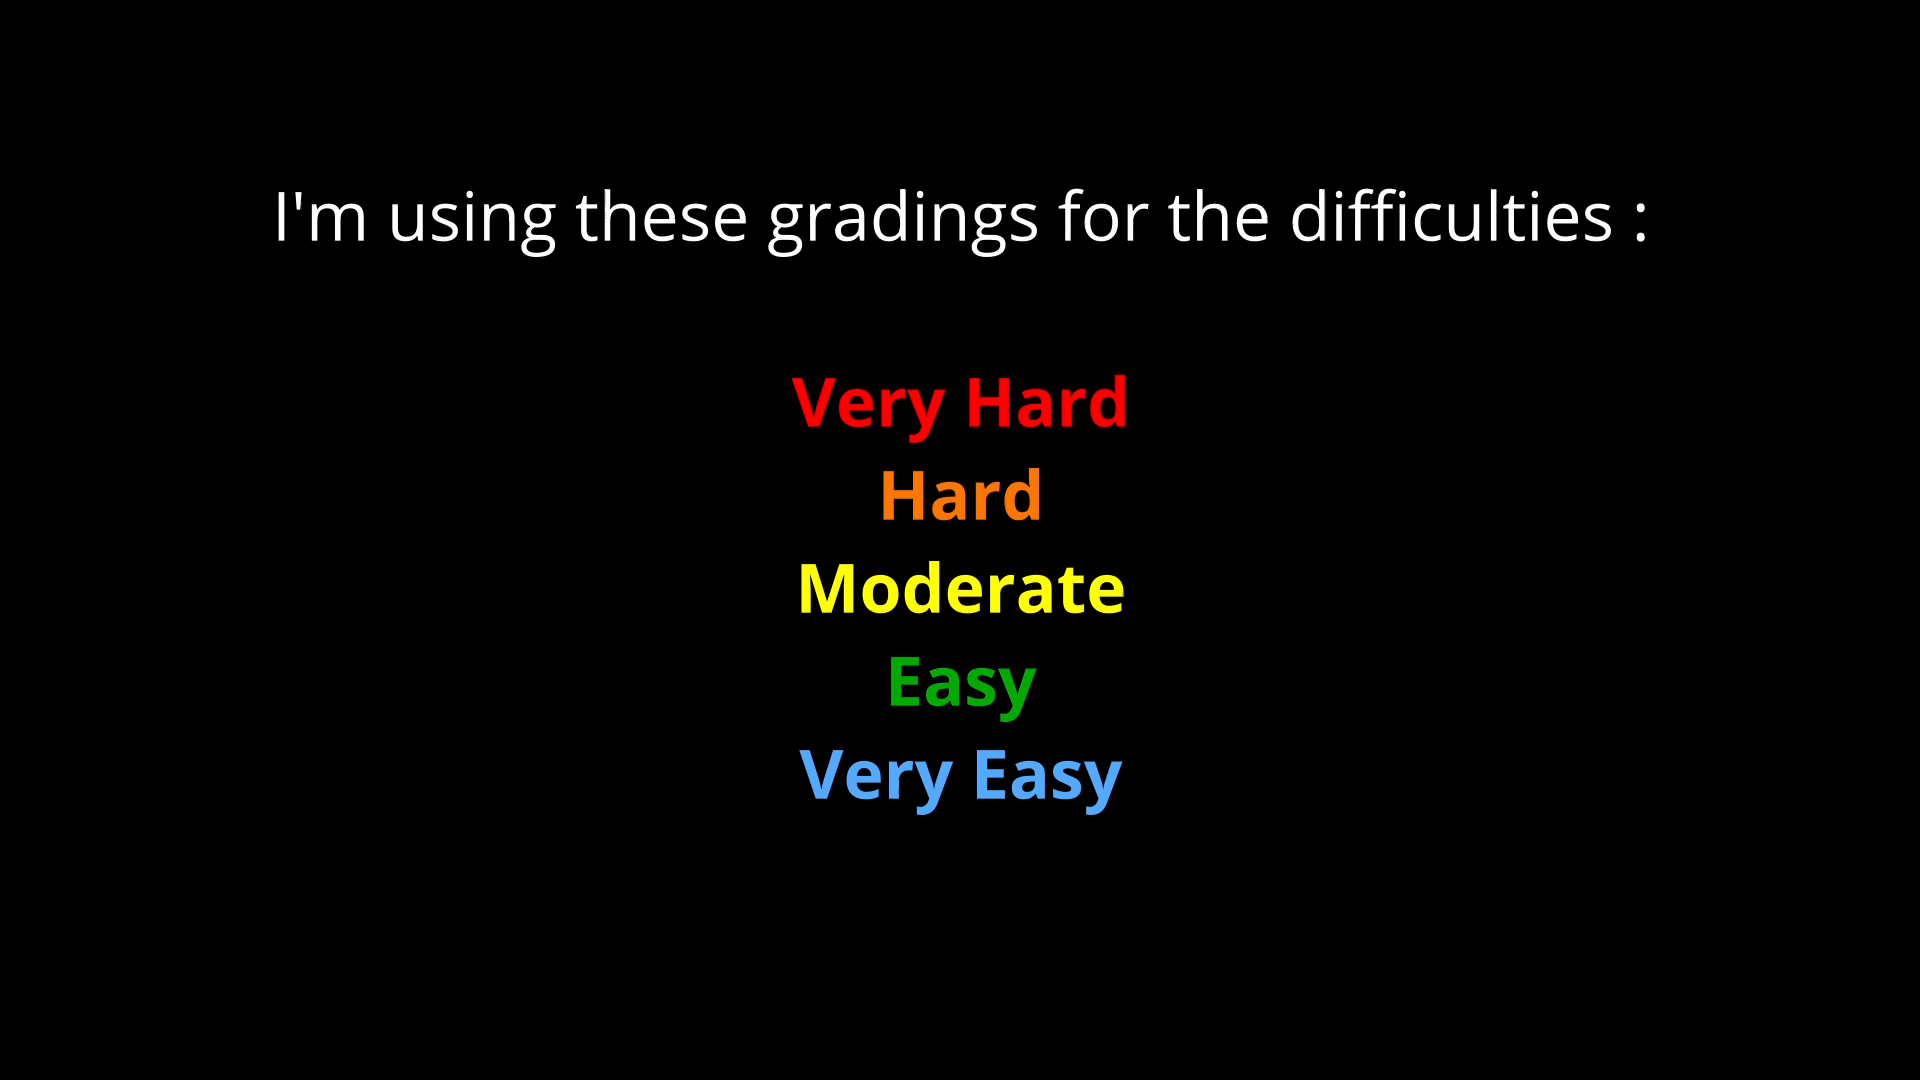 I'm using these gradings for the difficulties :
Very Hard
Hard
Moderate
Easy
Very Easy